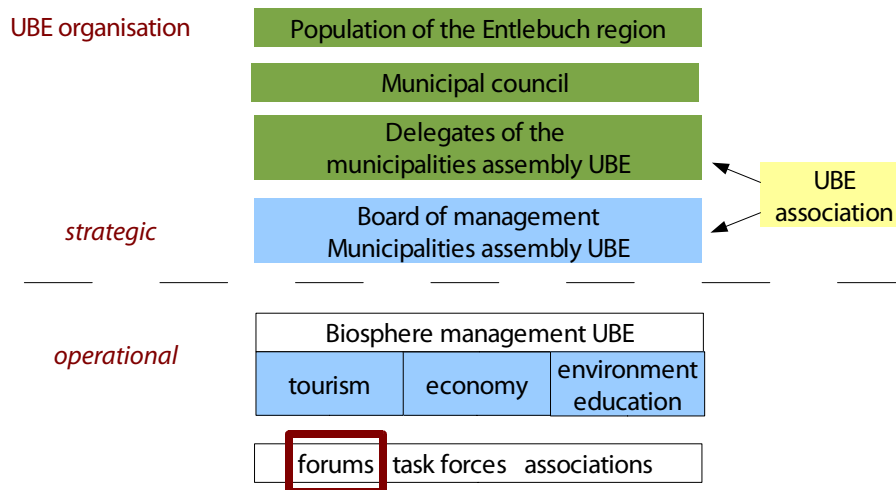 UBE organisation
Population of the Entlebuch region
Municipal council
Delegates of the
municipalities assembly UBE
UBE
association
strategic
Board of management
Municipalities assembly UBE
operational
Biosphere management UBE
tourism
economy
environment
education
forums task forces associations